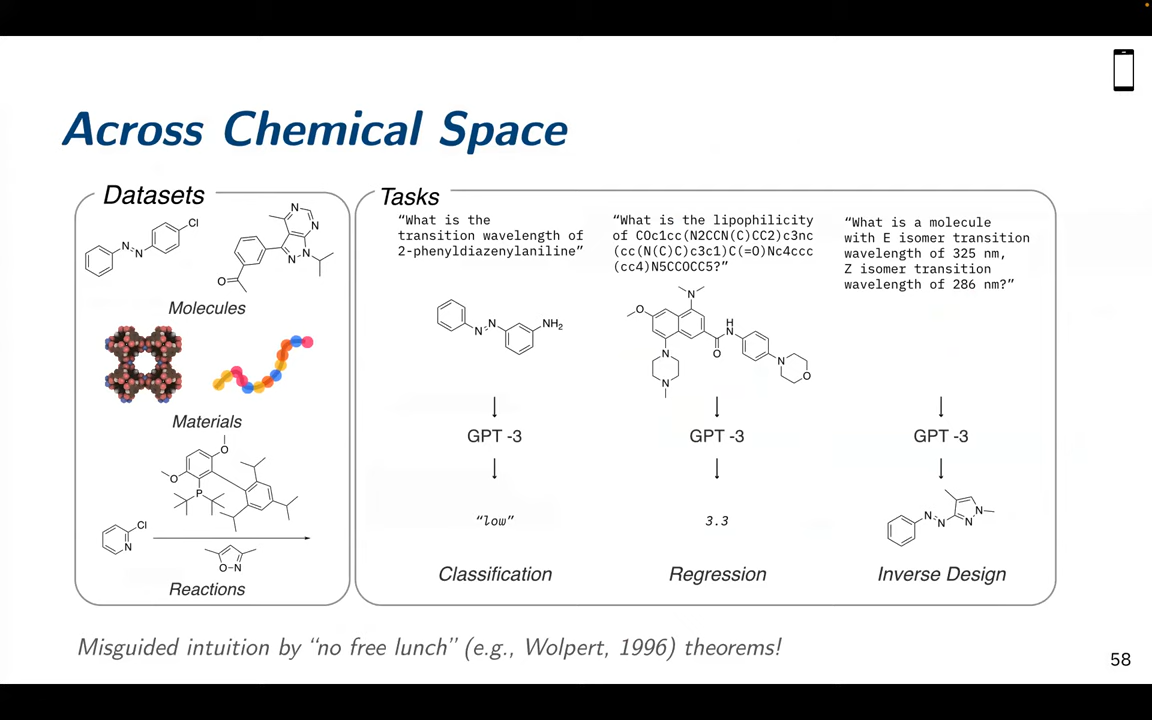 Across Chemical Space
Datasets
Cl
N
N
N
N
N
N
O
Molecules
Materials
O
O
P
Cl
N
O-N
Reactions
Tasks
“What is the
transition wavelength of
2-phenyldiazenylaniline”
N
N
NH2
GPT -3
“low”
Classification
“What is the lipophilicity
of COc1cc(N2CCN(C)CC2)c3nc
(cc(N(C)C)c3c1)C(=O)Nc4ccc
(cc4)N5CCOCC5?”
N
O
H
N
O
N
N
N
O
GPT -3
3.3
Regression
“What is a molecule
with E isomer transition
wavelength of 325 nm,
Z isomer transition
wavelength of 286 nm?”
GPT -3
N
N
N
N
Inverse Design
Misguided intuition by “no free lunch” (e.g., Wolpert, 1996) theorems!
58